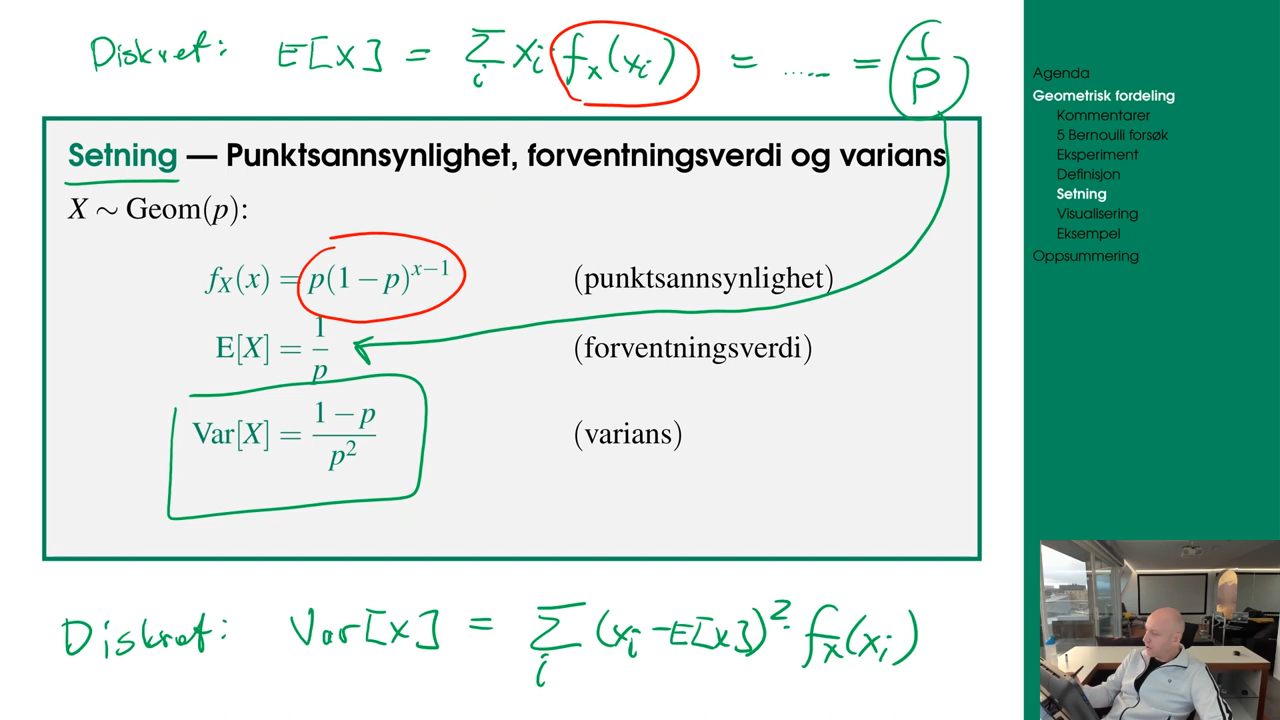 Diskret: E[X] = Σ_i x_i f_x(x_i) = ..... = 1/p
Setning — Punktsannsynlighet, forventningsverdi og varians
X ~ Geom(p):
f_X(x) = p(1 − p)^{x−1} (punktsannsynlighet)
E[X] = 1/p (forventningsverdi)
Var[X] = (1 − p)/p^2 (varians)
Diskret: Var[X] = Σ_i (x_i − E[X])^2 · f_x(x_i)
Agenda
Geometrisk fordeling
Kommentarer
5 Bernoulli forsøk
Eksperiment
Definisjon
Setning
Visualisering
Eksempel
Oppsummering